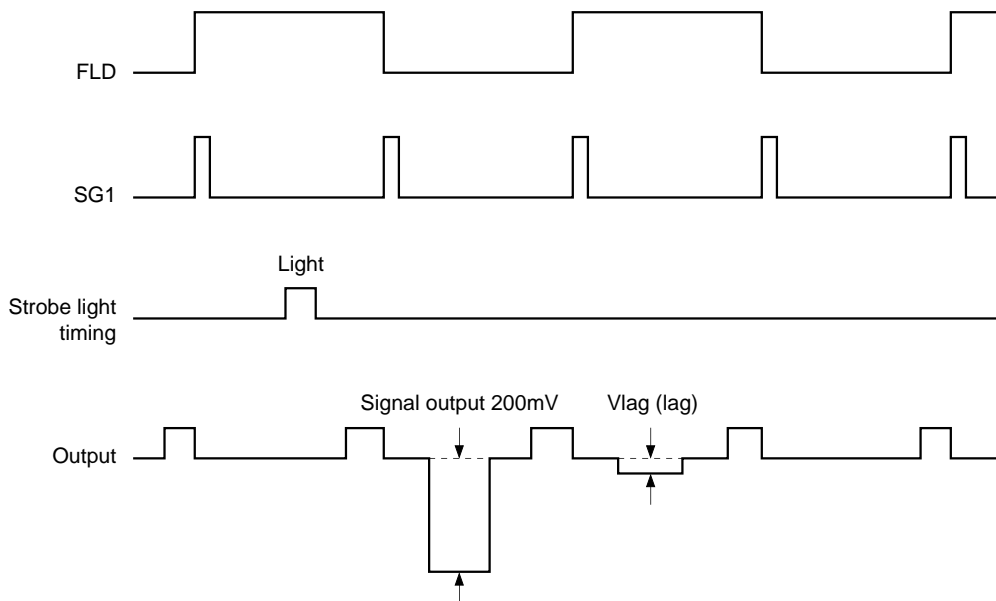 FLD
SG1
Light
Strobe light
timing
Signal output 200mV
Vlag (lag)
Output